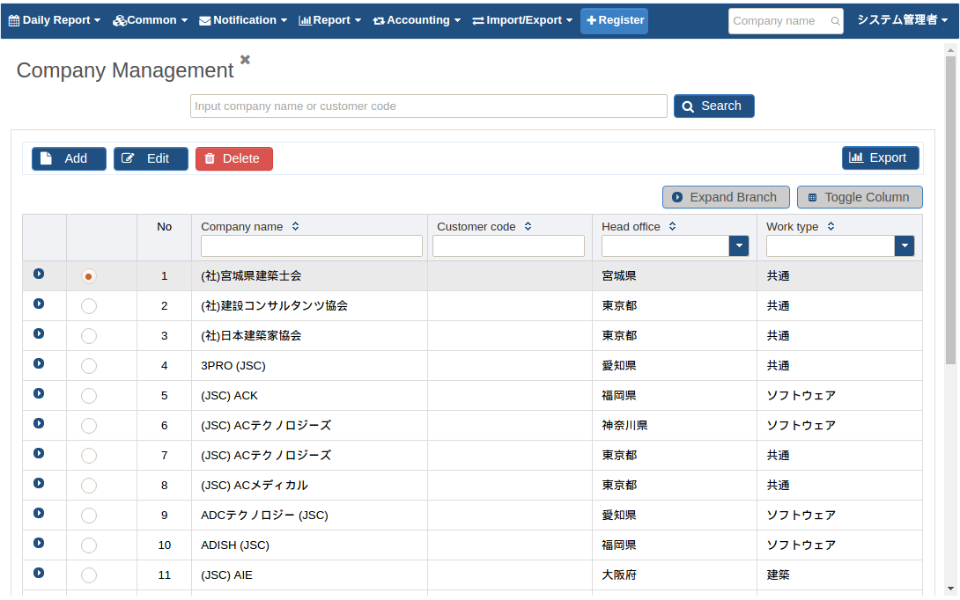 Daily Report Common Notification Report Accounting Import/Export Register Company name システム管理者
Company Management
Input company name or customer code Search
Add Edit Delete Export
Expand Branch Toggle Column
No Company name Customer code Head office Work type
1 (社)宮城県建築士会 宮城県 共通
2 (社)建設コンサルタンツ協会 東京都 共通
3 (社)日本建築家協会 東京都 共通
4 3PRO (JSC) 愛知県 共通
5 (JSC) ACK 福岡県 ソフトウェア
6 (JSC) ACテクノロジーズ 神奈川県 ソフトウェア
7 (JSC) ACテクノロジーズ 東京都 共通
8 (JSC) ACメディカル 東京都 共通
9 ADCテクノロジー (JSC) 愛知県 ソフトウェア
10 ADISH (JSC) 福岡県 ソフトウェア
11 (JSC) AIE 大阪府 建築